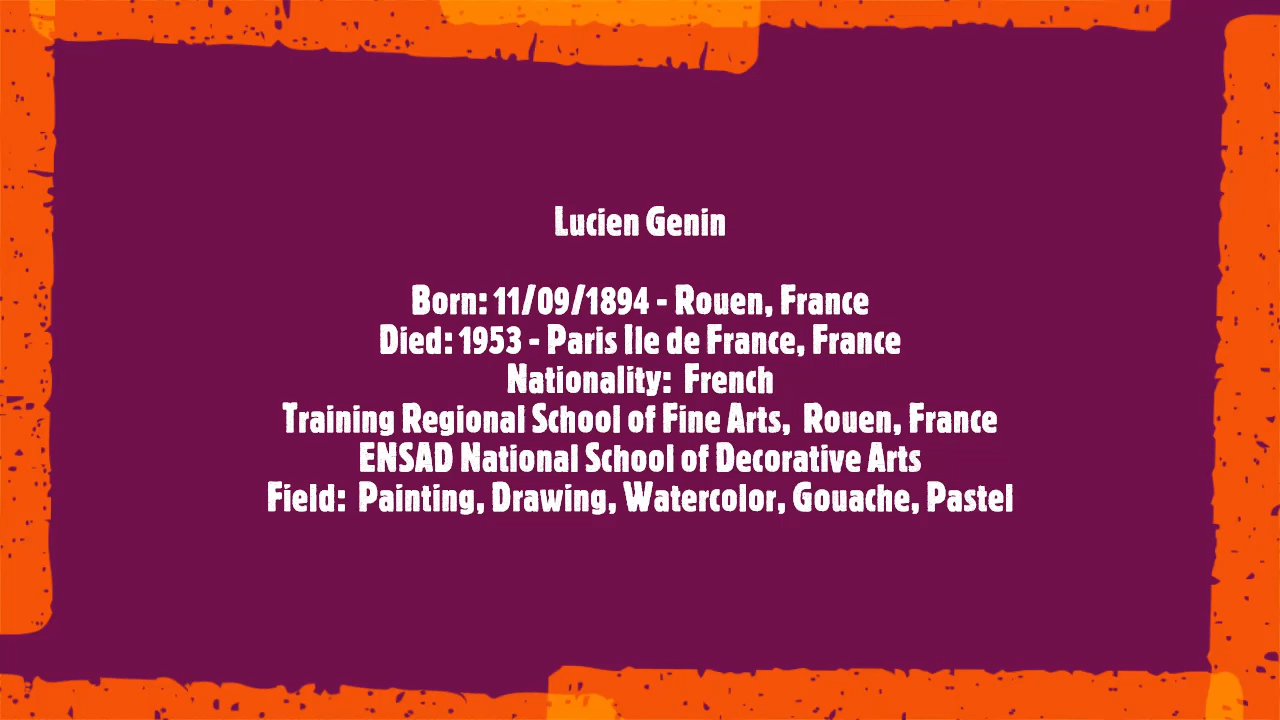 Lucien Genin
Born: 11/09/1894 - Rouen, France
Died: 1953 - Paris Ile de France, France
Nationality:  French
Training Regional School of Fine Arts,  Rouen, France
ENSAD National School of Decorative Arts
Field:  Painting, Drawing, Watercolor, Gouache, Pastel